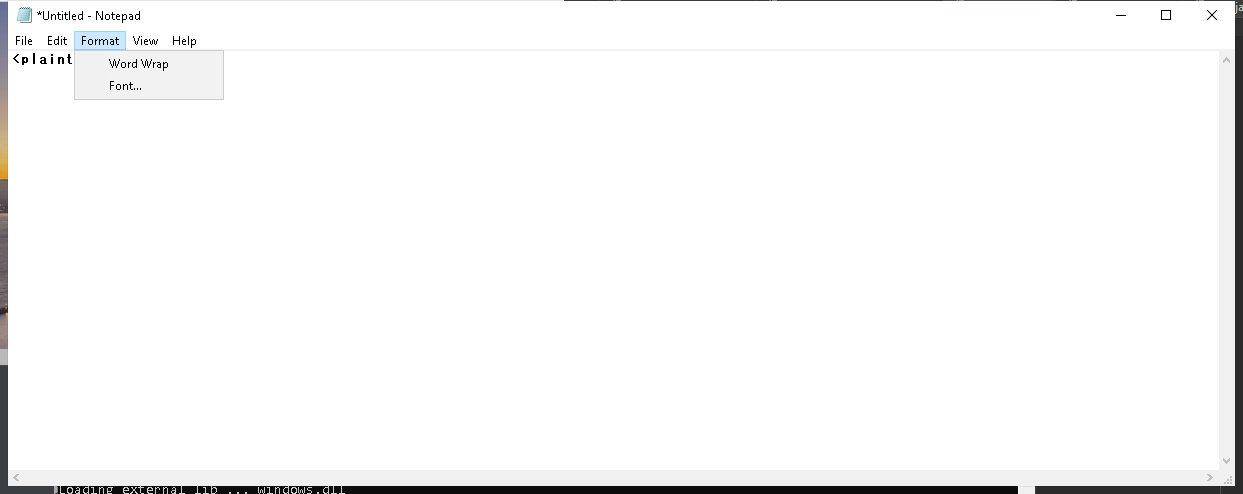 *Untitled - Notepad
File Edit Format View Help
<plaint
Word Wrap
Font...
Loading external lib ... windows.dll